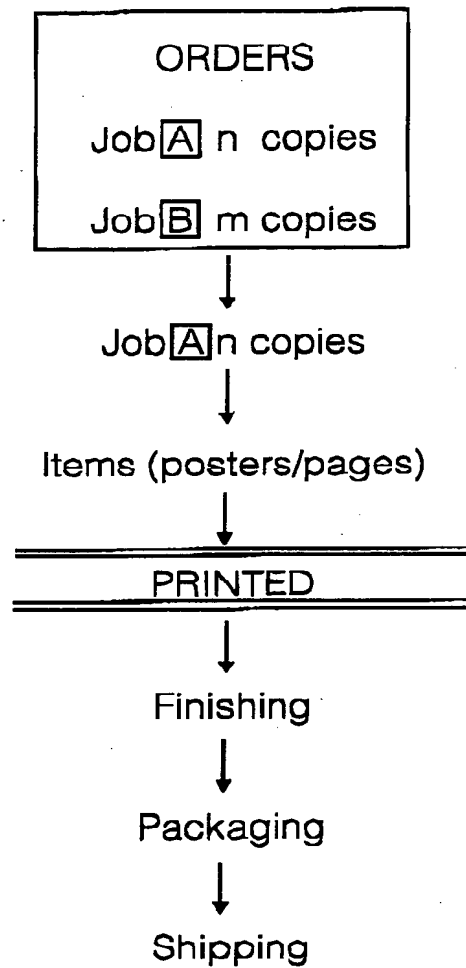 ORDERS
Job A n copies
Job B m copies
Job A n copies
Items (posters/pages)
PRINTED
Finishing
Packaging
Shipping